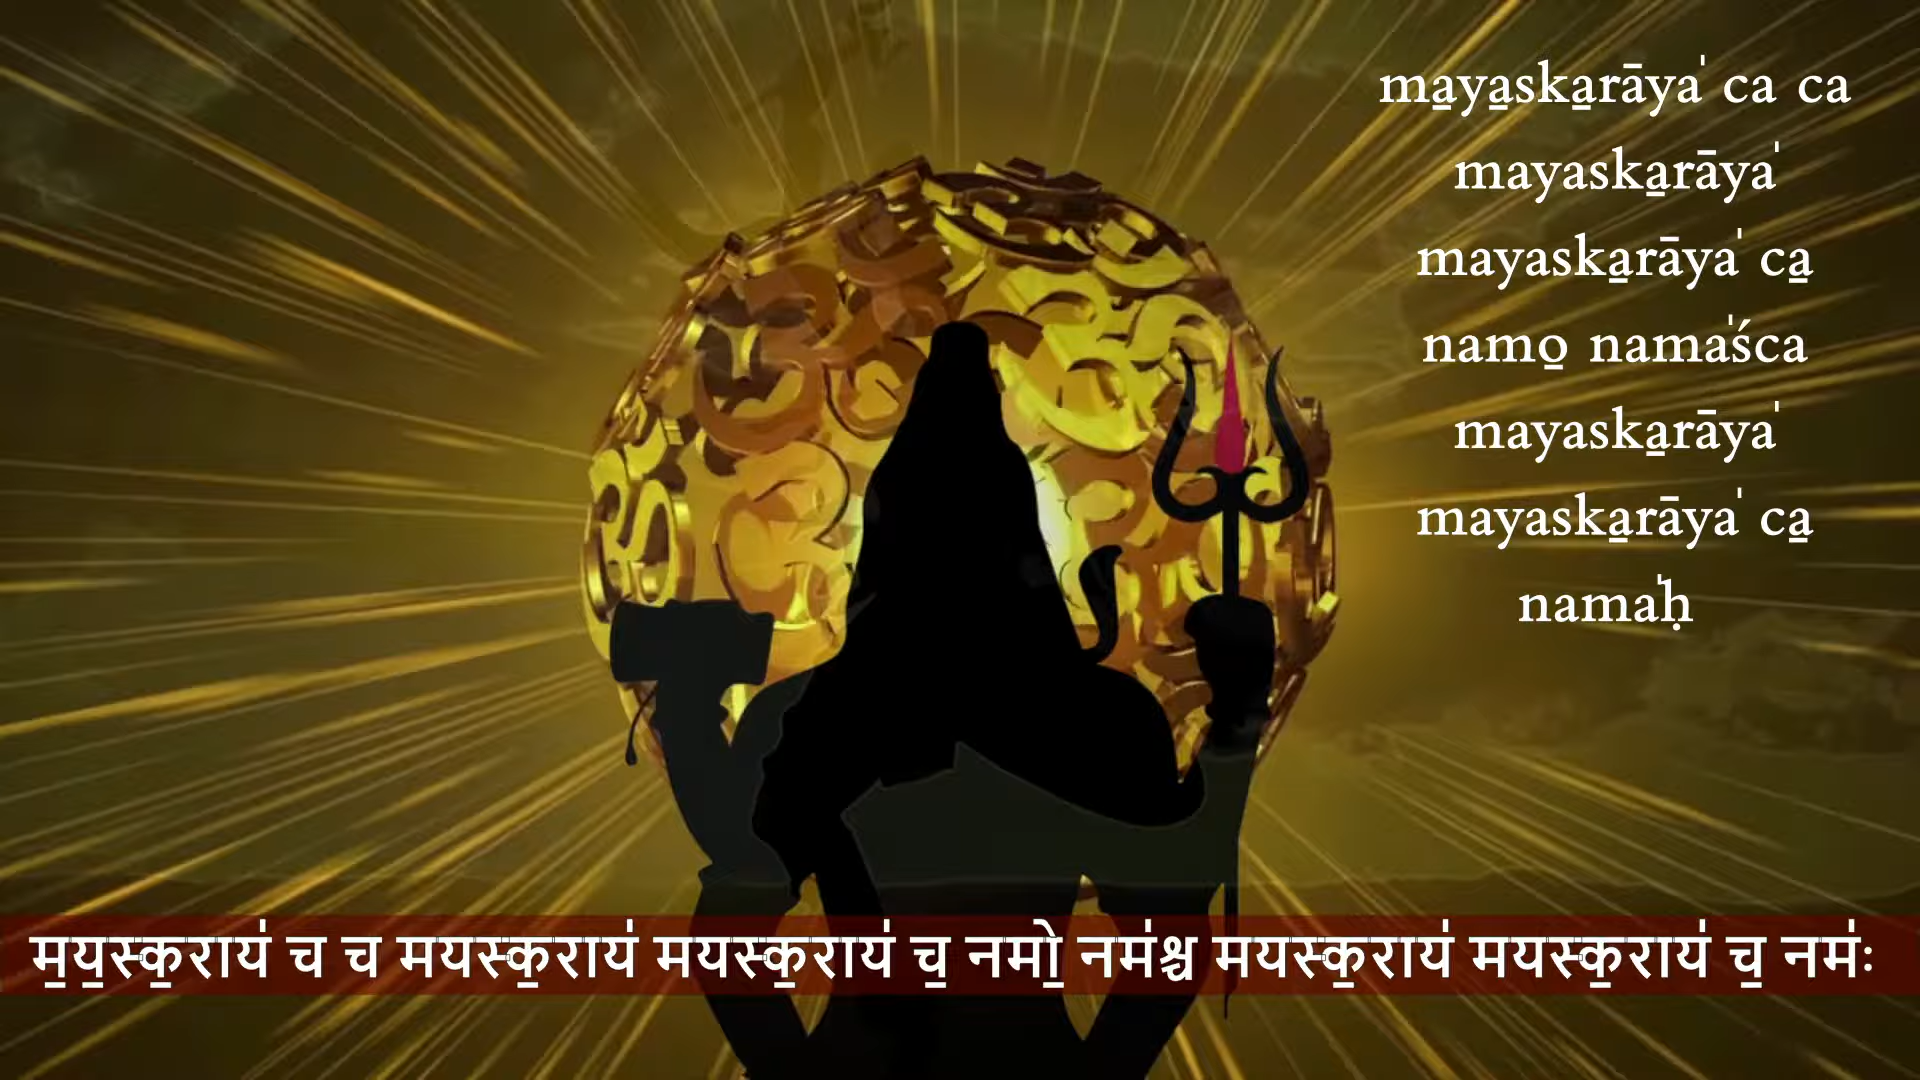 ma̱ya̱ska̱rāya̍ ca ca
mayaska̱rāya̍
mayaska̱rāya̍ ca̱
namo̱ nama̍śca
mayaska̱rāya̍
mayaska̱rāya̍ ca̱
nama̍ḥ
म॒य॒स्क॒राय॑ च च मयस्क॒राय॑ मयस्क॒राय॑ च॒ नमो॒ नम॑श्च मयस्क॒राय॑ मयस्क॒राय॑ च॒ नमः॑